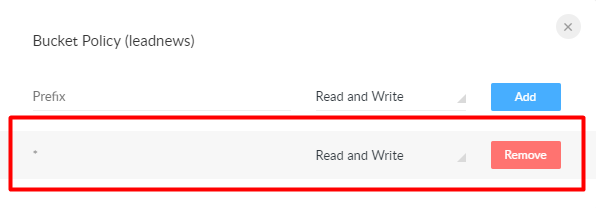 Bucket Policy (leadnews)
×
Prefix Read and Write Add
* Read and Write Remove